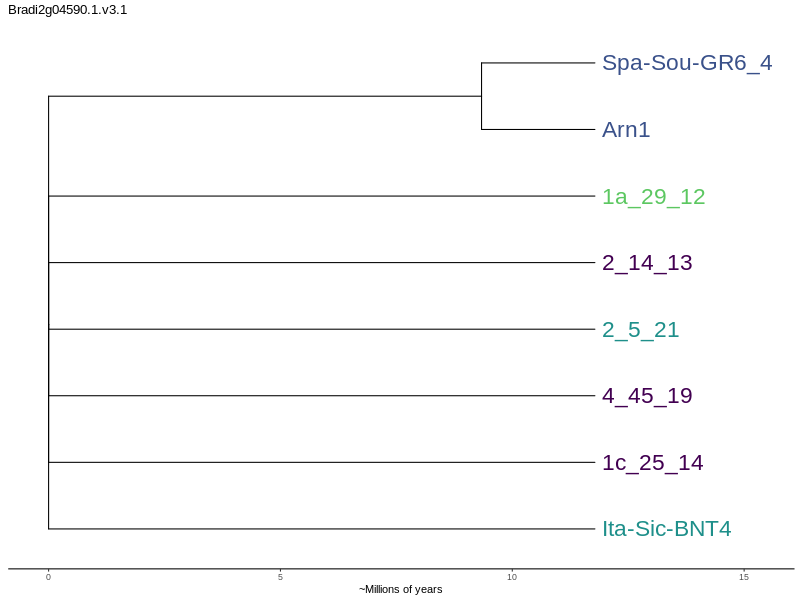 Bradi2g04590.1.v3.1
Spa-Sou-GR6_4
Arn1
1a_29_12
2_14_13
2_5_21
4_45_19
1c_25_14
Ita-Sic-BNT4
0 5 10 15
~Millions of years